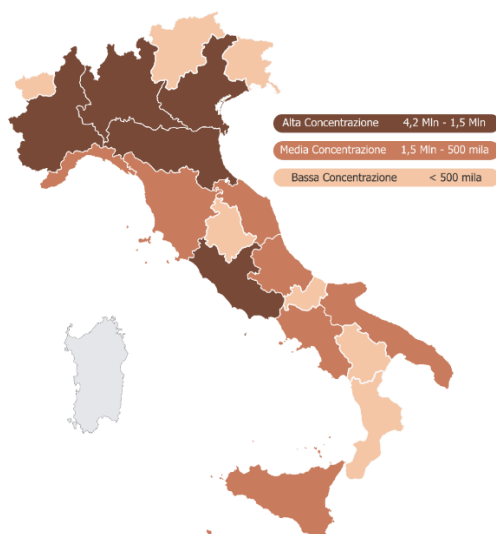 Alta Concentrazione 4,2 Mln - 1,5 Mln
Media Concentrazione 1,5 Mln - 500 mila
Bassa Concentrazione < 500 mila